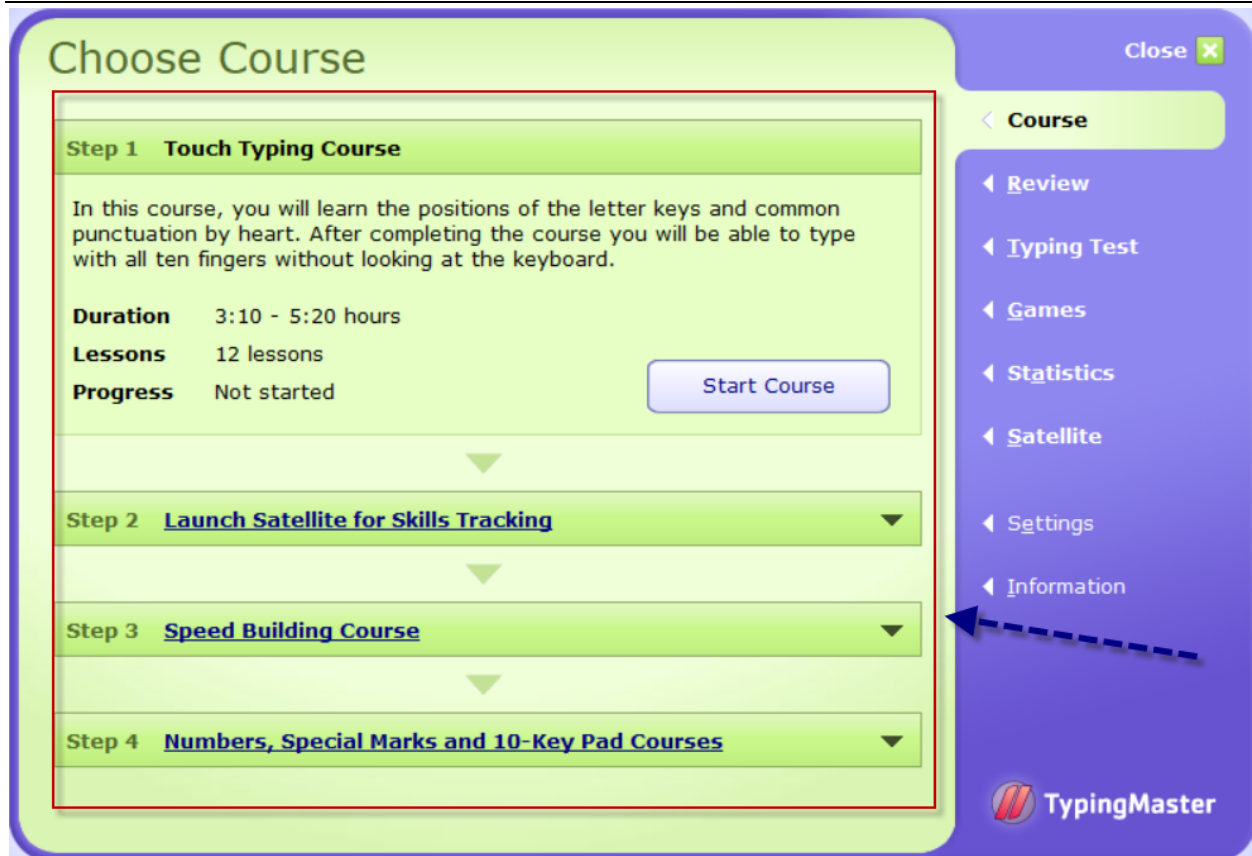 Choose Course
Step 1 Touch Typing Course
In this course, you will learn the positions of the letter keys and common
punctuation by heart. After completing the course you will be able to type
with all ten fingers without looking at the keyboard.
Duration 3:10 - 5:20 hours
Lessons 12 lessons
Progress Not started
Start Course
Step 2 Launch Satellite for Skills Tracking
Step 3 Speed Building Course
Step 4 Numbers, Special Marks and 10-Key Pad Courses
Close
Course
Review
Typing Test
Games
Statistics
Satellite
Settings
Information
TypingMaster